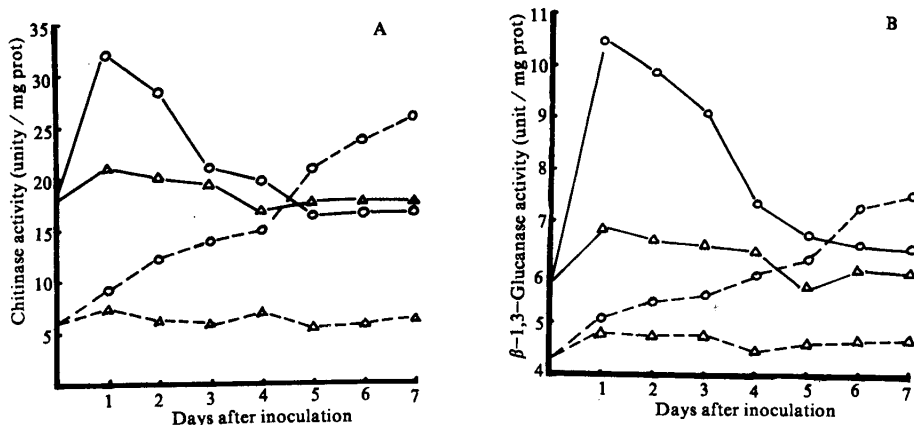 A
Chitinase activity (unity / mg prot)
35
30
25
20
15
10
5
1 2 3 4 5 6 7
Days after inoculation
B
β-1,3-Glucanase activity (unit / mg prot)
11
10
9
8
7
6
5
4
1 2 3 4 5 6 7
Days after inoculation